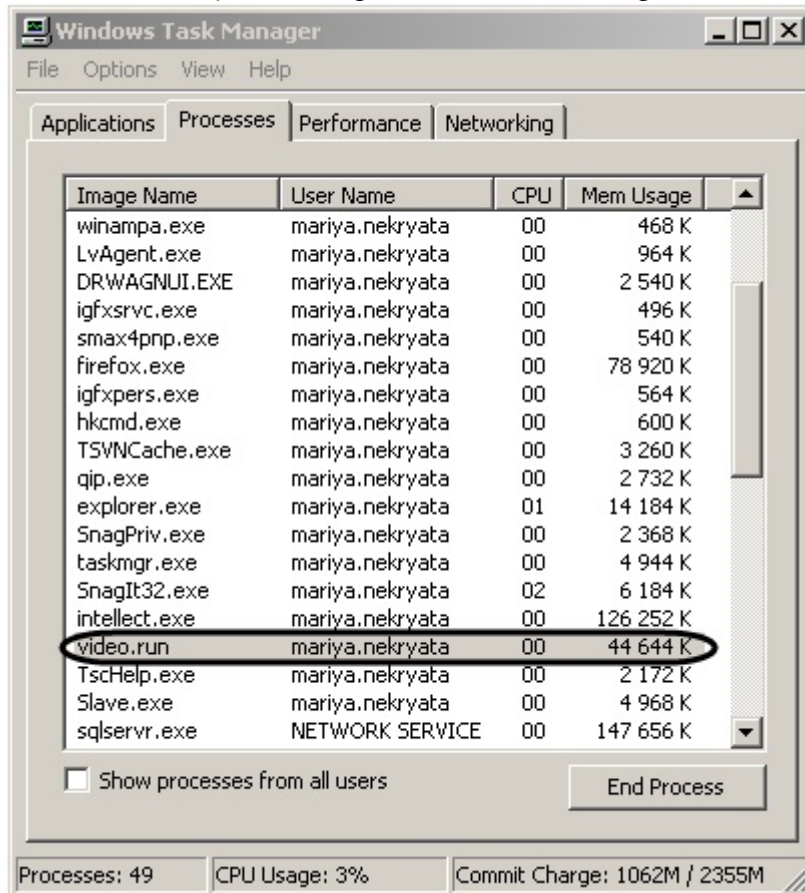 Windows Task Manager
File Options View Help
Applications Processes Performance Networking
Image Name User Name CPU Mem Usage
winampa.exe mariya.nekryata 00 468 K
LvAgent.exe mariya.nekryata 00 964 K
DRWAGNUI.EXE mariya.nekryata 00 2 540 K
igfxsrvc.exe mariya.nekryata 00 496 K
smax4pnp.exe mariya.nekryata 00 540 K
firefox.exe mariya.nekryata 00 78 920 K
igfxpers.exe mariya.nekryata 00 564 K
hkcmd.exe mariya.nekryata 00 600 K
TSVNCache.exe mariya.nekryata 00 3 260 K
qip.exe mariya.nekryata 00 2 732 K
explorer.exe mariya.nekryata 01 14 184 K
SnagPriv.exe mariya.nekryata 00 2 368 K
taskmgr.exe mariya.nekryata 00 4 944 K
SnagIt32.exe mariya.nekryata 02 6 184 K
intellect.exe mariya.nekryata 00 126 252 K
video.run mariya.nekryata 00 44 644 K
TscHelp.exe mariya.nekryata 00 2 172 K
Slave.exe mariya.nekryata 00 4 968 K
sqlservr.exe NETWORK SERVICE 00 147 656 K
Show processes from all users
End Process
Processes: 49 CPU Usage: 3% Commit Charge: 1062M / 2355M